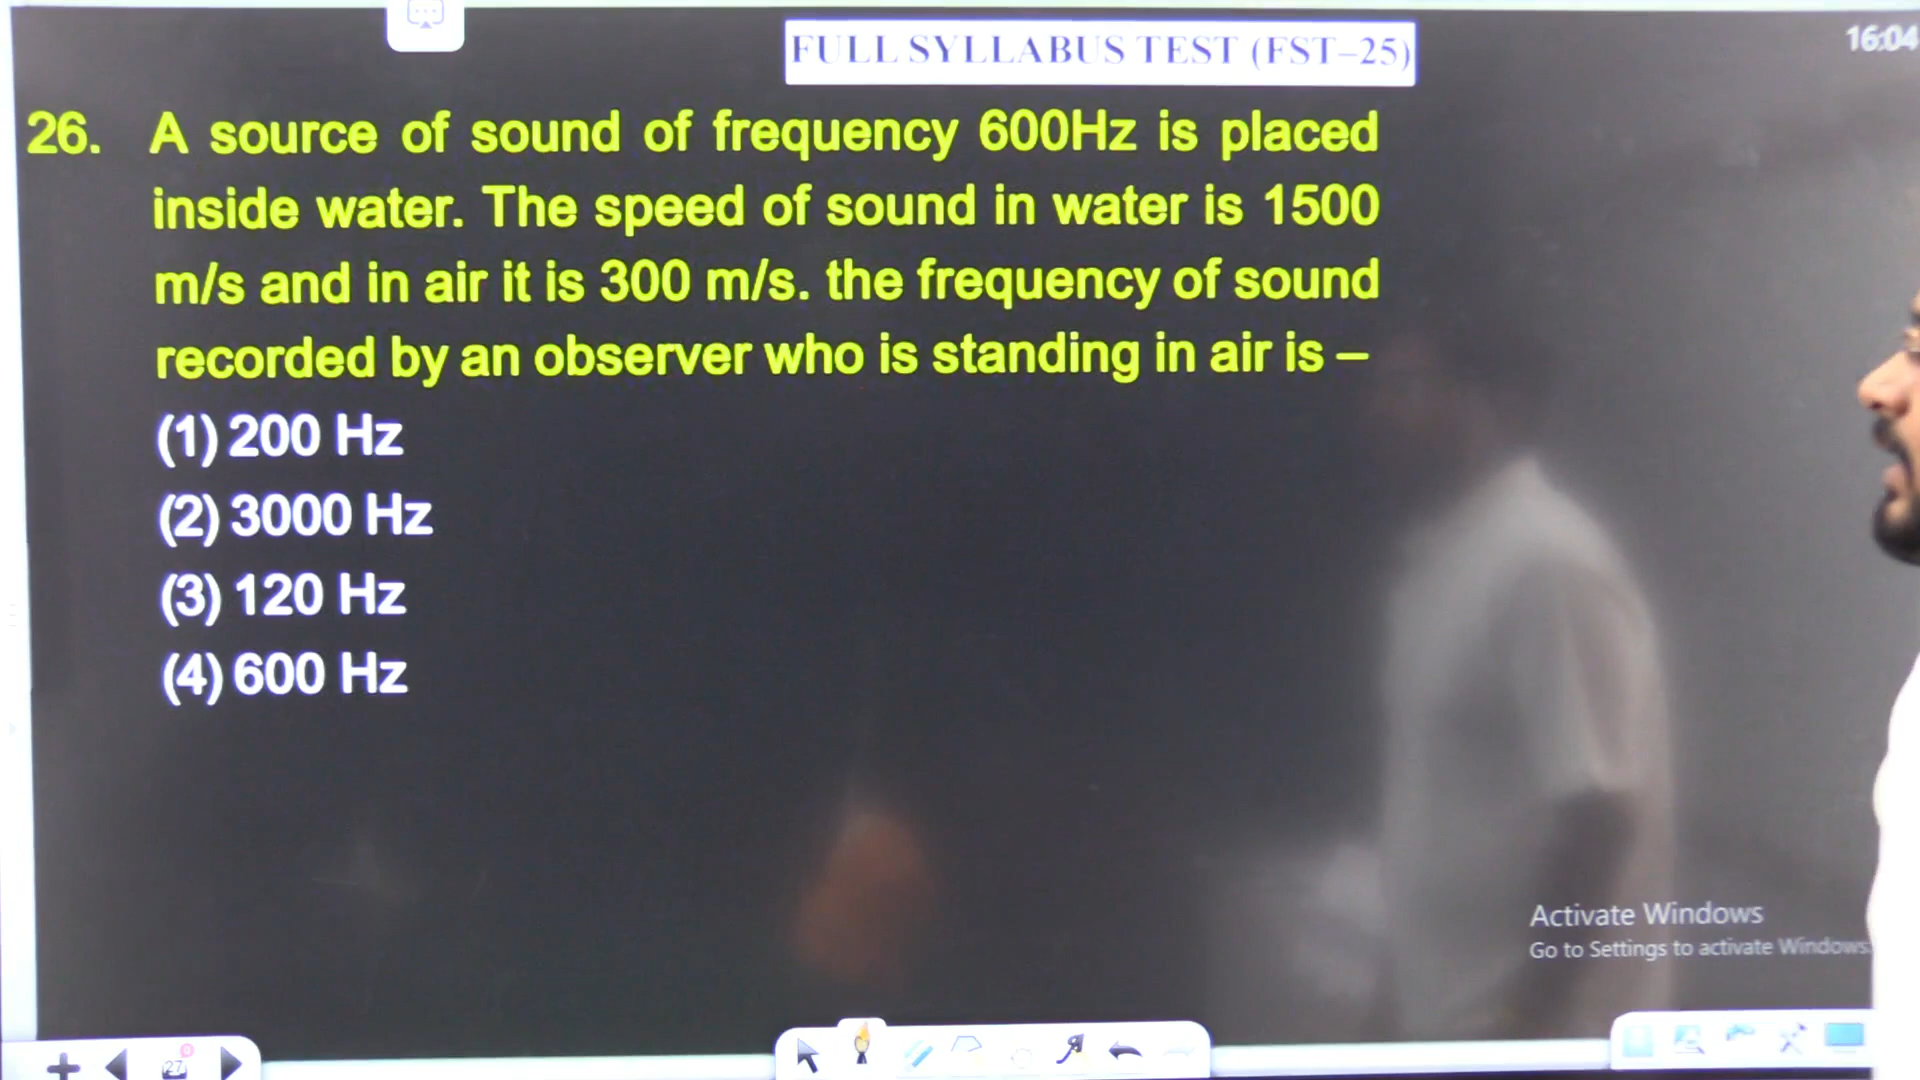 FULL SYLLABUS TEST (FST–25)
16:04
26. A source of sound of frequency 600Hz is placed
inside water. The speed of sound in water is 1500
m/s and in air it is 300 m/s. the frequency of sound
recorded by an observer who is standing in air is –
(1) 200 Hz
(2) 3000 Hz
(3) 120 Hz
(4) 600 Hz
Activate Windows
Go to Settings to activate Windows.
27
0